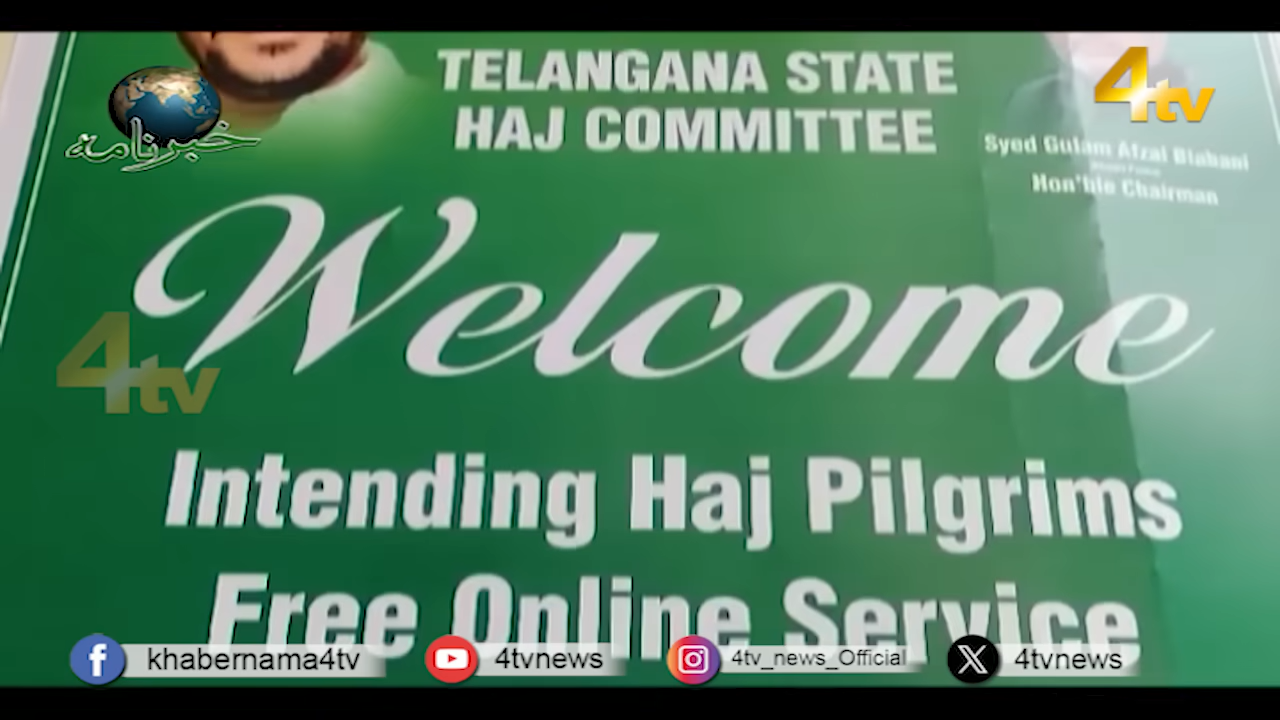 TELANGANA STATE
HAJ COMMITTEE
4tv
خبرنامه
Syed Gulam Afzal Biabani
Hon'ble Chairman
Welcome
4tv
Intending Haj Pilgrims
Free Online Service
khabernama4tv
4tvnews
4tv_news_Official
4tvnews